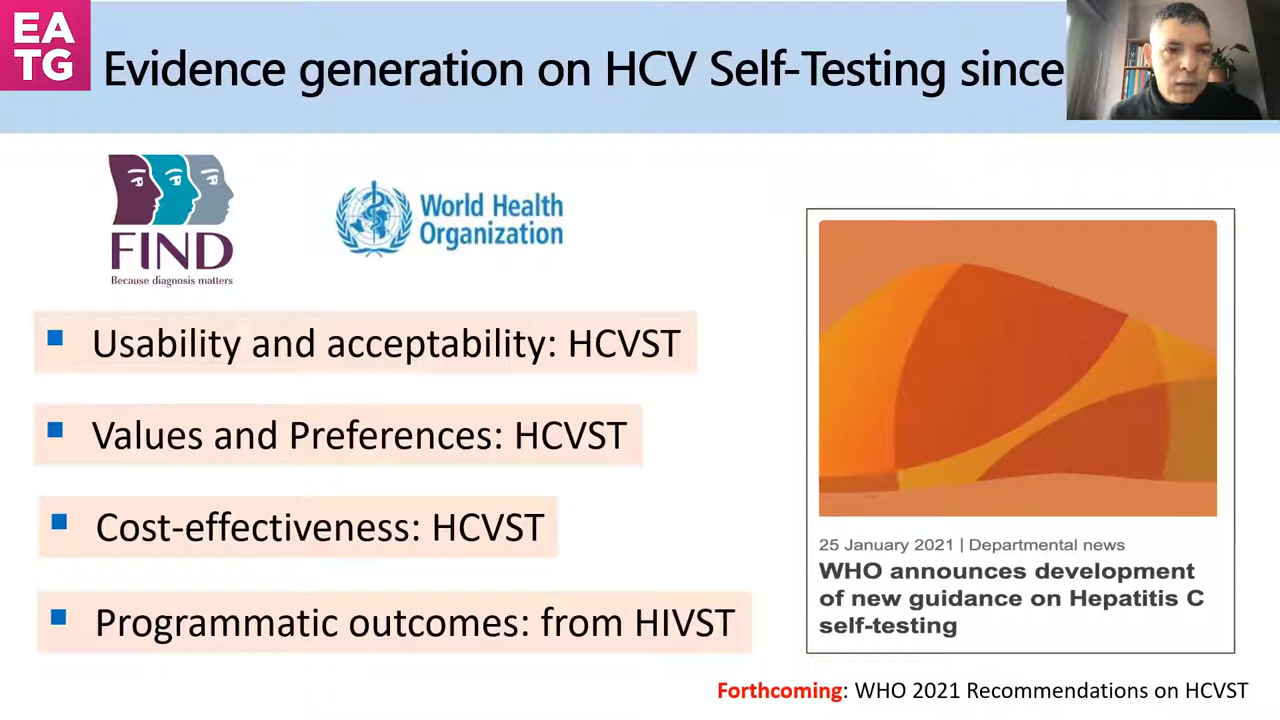 EA
TG
Evidence generation on HCV Self-Testing since
FIND
Because diagnosis matters
World Health
Organization
Usability and acceptability: HCVST
Values and Preferences: HCVST
Cost-effectiveness: HCVST
Programmatic outcomes: from HIVST
25 January 2021 | Departmental news
WHO announces development
of new guidance on Hepatitis C
self-testing
Forthcoming: WHO 2021 Recommendations on HCVST